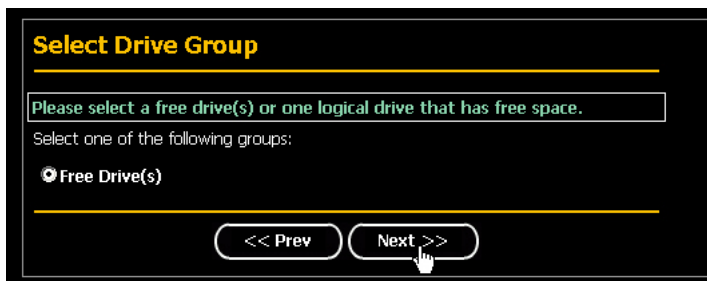 Select Drive Group
Please select a free drive(s) or one logical drive that has free space.
Select one of the following groups:
Free Drive(s)
<< Prev
Next >>